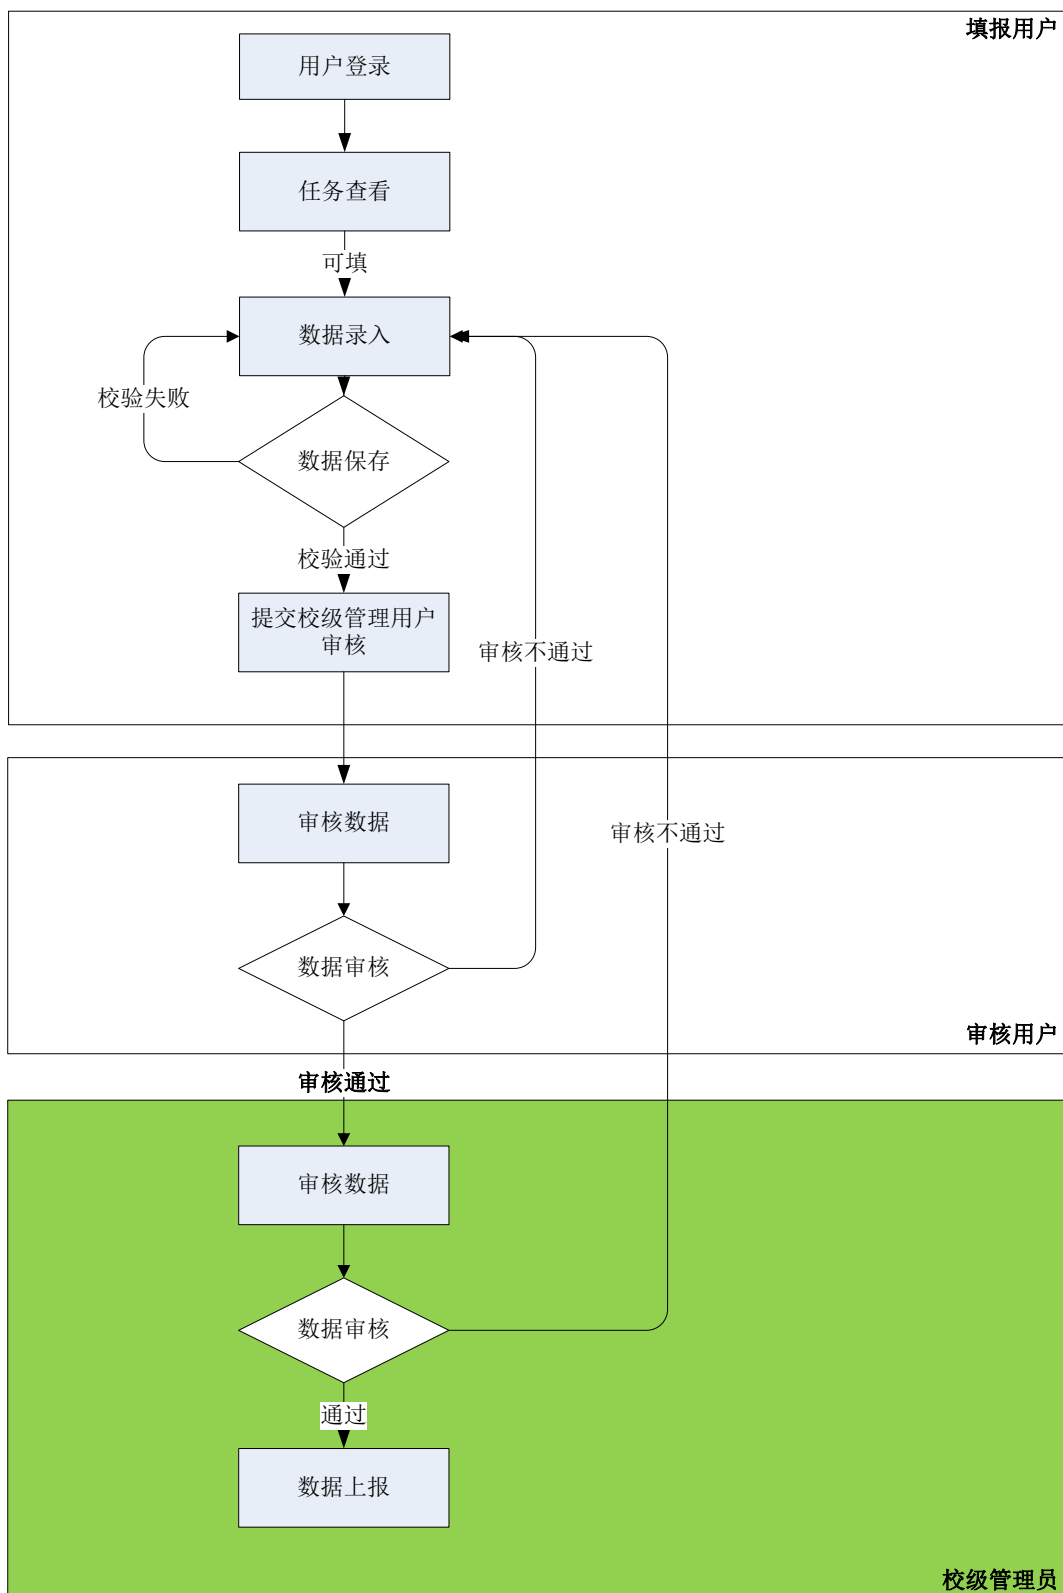 填报用户
用户登录
任务查看
可填
数据录入
校验失败
数据保存
校验通过
提交校级管理用户
审核
审核不通过
审核数据
审核不通过
数据审核
审核用户
审核通过
审核数据
数据审核
通过
数据上报
校级管理员